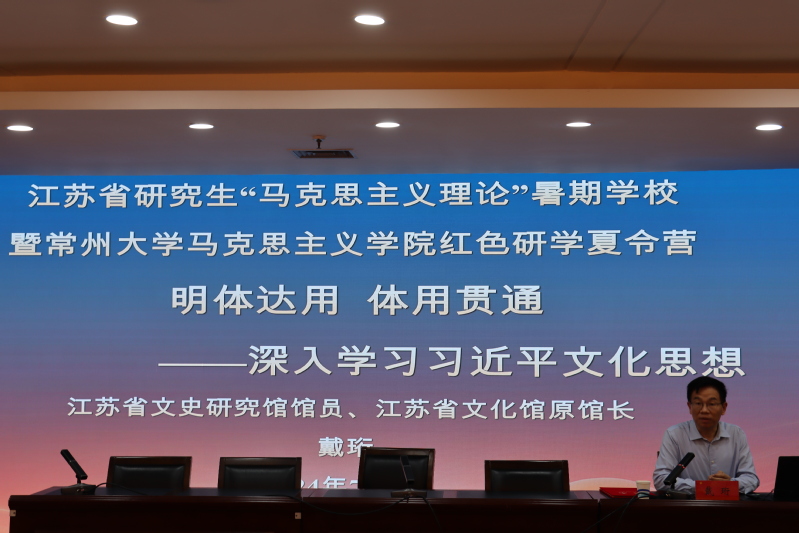 江苏省研究生“马克思主义理论”暑期学校
暨常州大学马克思主义学院红色研学夏令营
明体达用 体用贯通
——深入学习习近平文化思想
江苏省文史研究馆馆员、江苏省文化馆原馆长
戴珩